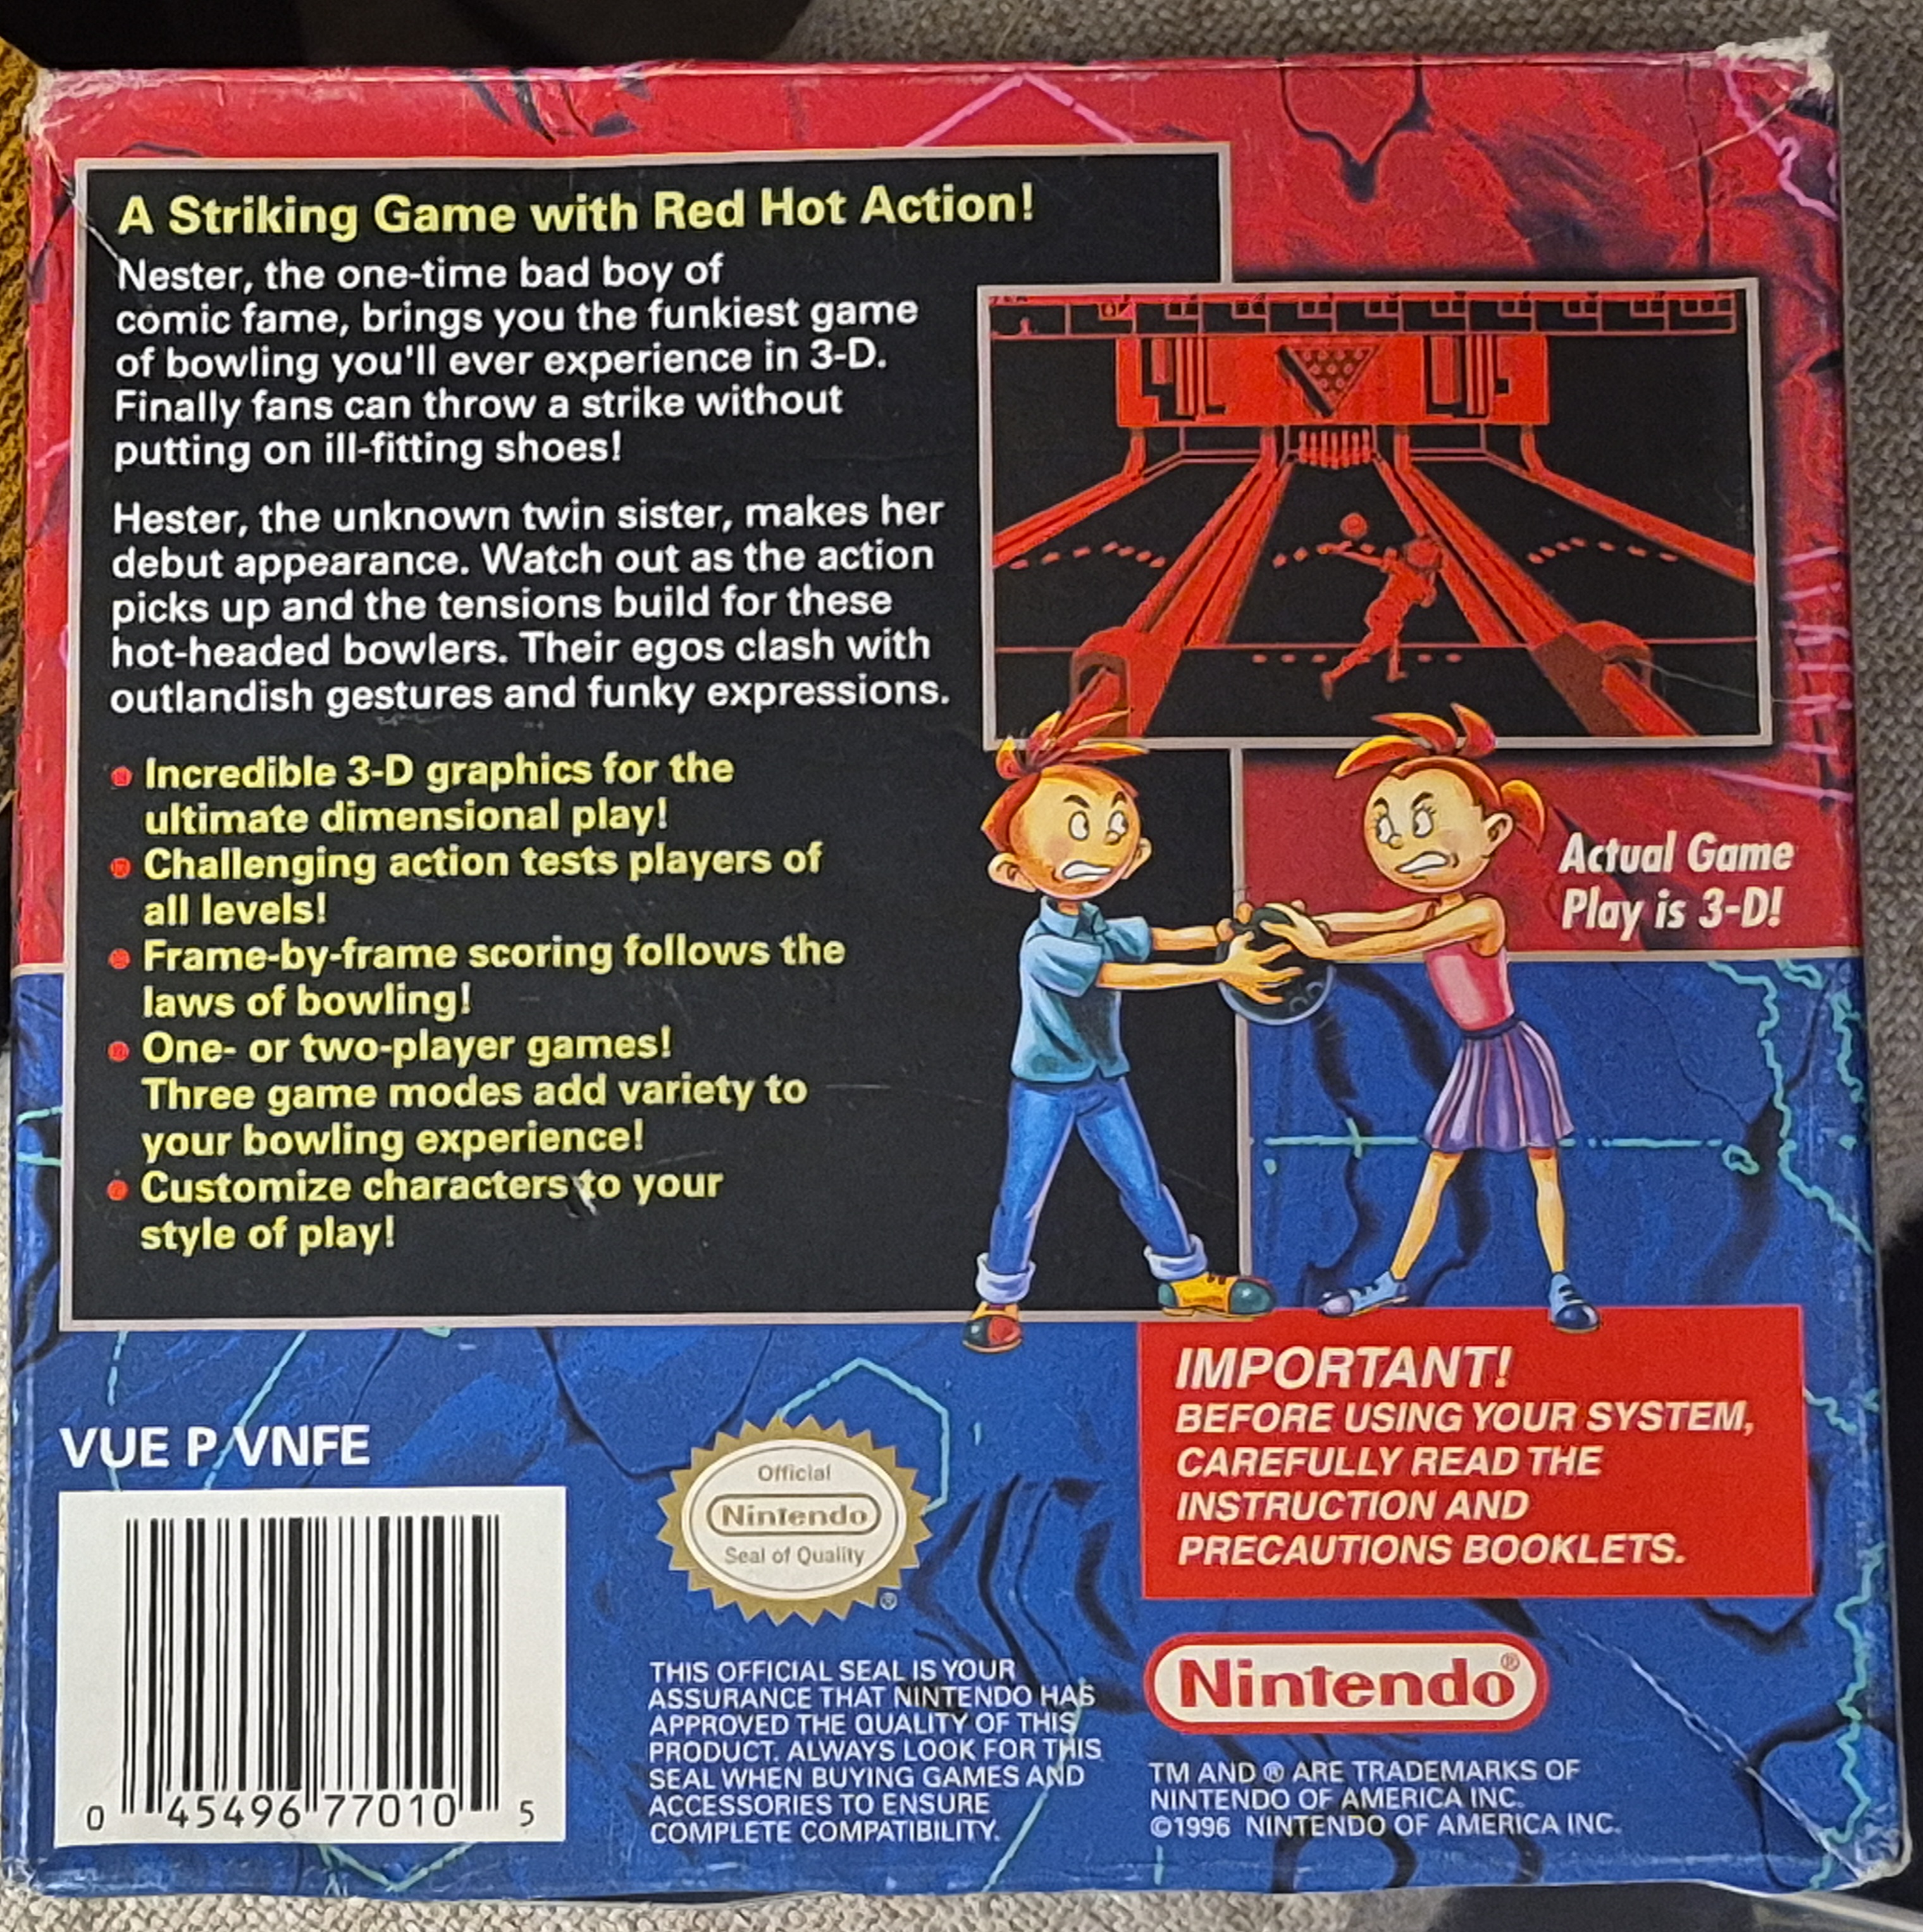 A Striking Game with Red Hot Action!
Nester, the one-time bad boy of
comic fame, brings you the funkiest game
of bowling you'll ever experience in 3-D.
Finally fans can throw a strike without
putting on ill-fitting shoes!
Hester, the unknown twin sister, makes her
debut appearance. Watch out as the action
picks up and the tensions build for these
hot-headed bowlers. Their egos clash with
outlandish gestures and funky expressions.
Incredible 3-D graphics for the
ultimate dimensional play!
Challenging action tests players of
all levels!
Frame-by-frame scoring follows the
laws of bowling!
One- or two-player games!
Three game modes add variety to
your bowling experience!
Customize characters to your
style of play!
Actual Game
Play is 3-D!
VUE P VNFE
0 45496 77010 5
Official
Nintendo
Seal of Quality
®
THIS OFFICIAL SEAL IS YOUR
ASSURANCE THAT NINTENDO HAS
APPROVED THE QUALITY OF THIS
PRODUCT. ALWAYS LOOK FOR THIS
SEAL WHEN BUYING GAMES AND
ACCESSORIES TO ENSURE
COMPLETE COMPATIBILITY.
IMPORTANT!
BEFORE USING YOUR SYSTEM,
CAREFULLY READ THE
INSTRUCTION AND
PRECAUTIONS BOOKLETS.
Nintendo®
TM AND ® ARE TRADEMARKS OF
NINTENDO OF AMERICA INC.
©1996 NINTENDO OF AMERICA INC.